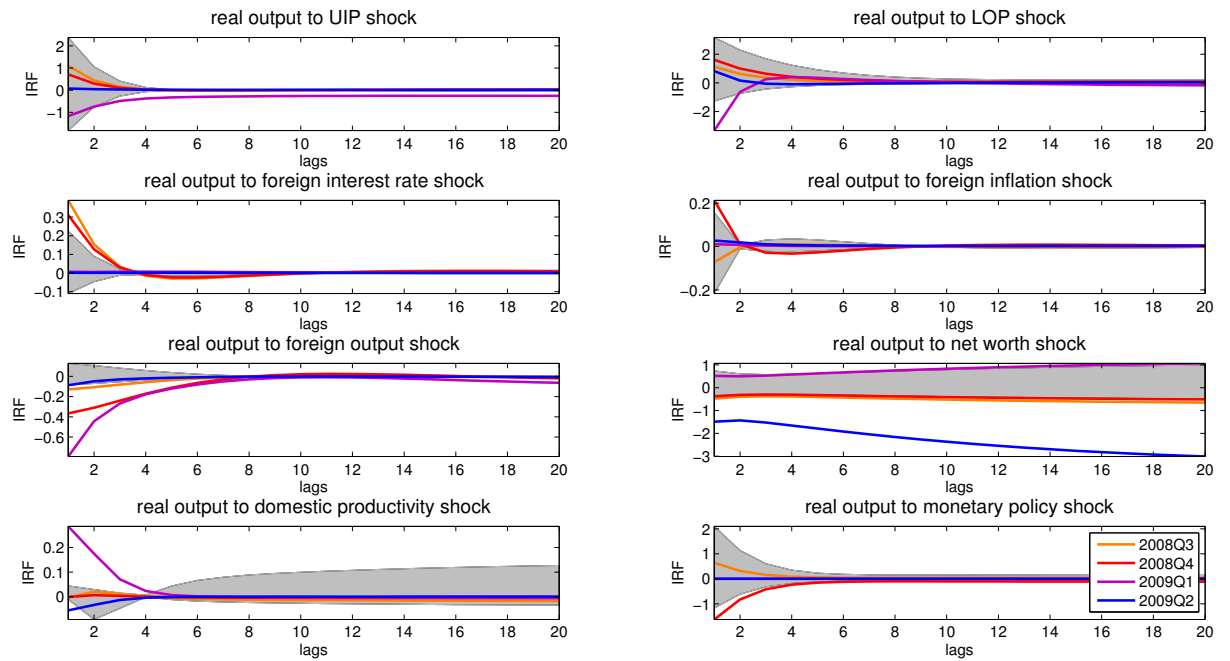 real output to UIP shock
IRF
2
1
0
−1
2 4 6 8 10 12 14 16 18 20
lags
real output to LOP shock
IRF
2
0
−2
2 4 6 8 10 12 14 16 18 20
lags
real output to foreign interest rate shock
IRF
0.3
0.2
0.1
0
−0.1
2 4 6 8 10 12 14 16 18 20
lags
real output to foreign inflation shock
IRF
0.2
0
−0.2
2 4 6 8 10 12 14 16 18 20
lags
real output to foreign output shock
IRF
0
−0.2
−0.4
−0.6
2 4 6 8 10 12 14 16 18 20
lags
real output to net worth shock
IRF
1
0
−1
−2
−3
2 4 6 8 10 12 14 16 18 20
lags
real output to domestic productivity shock
IRF
0.2
0.1
0
2 4 6 8 10 12 14 16 18 20
lags
real output to monetary policy shock
IRF
2
1
0
−1
2 4 6 8 10 12 14 16 18 20
lags
2008Q3
2008Q4
2009Q1
2009Q2